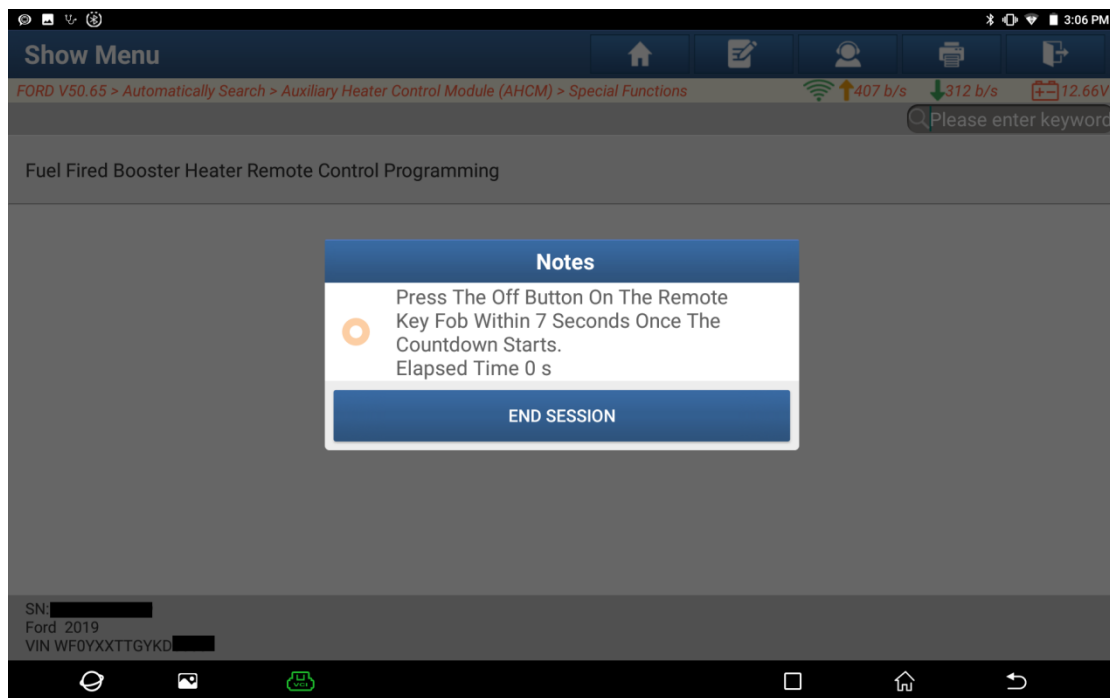 3:06 PM
Show Menu
FORD V50.65 > Automatically Search > Auxiliary Heater Control Module (AHCM) > Special Functions
407 b/s
312 b/s
12.66V
Please enter keyword
Fuel Fired Booster Heater Remote Control Programming
Notes
Press The Off Button On The Remote
Key Fob Within 7 Seconds Once The
Countdown Starts.
Elapsed Time 0 s
END SESSION
SN:
Ford 2019
VIN WF0YXXTTGYKD
VCI